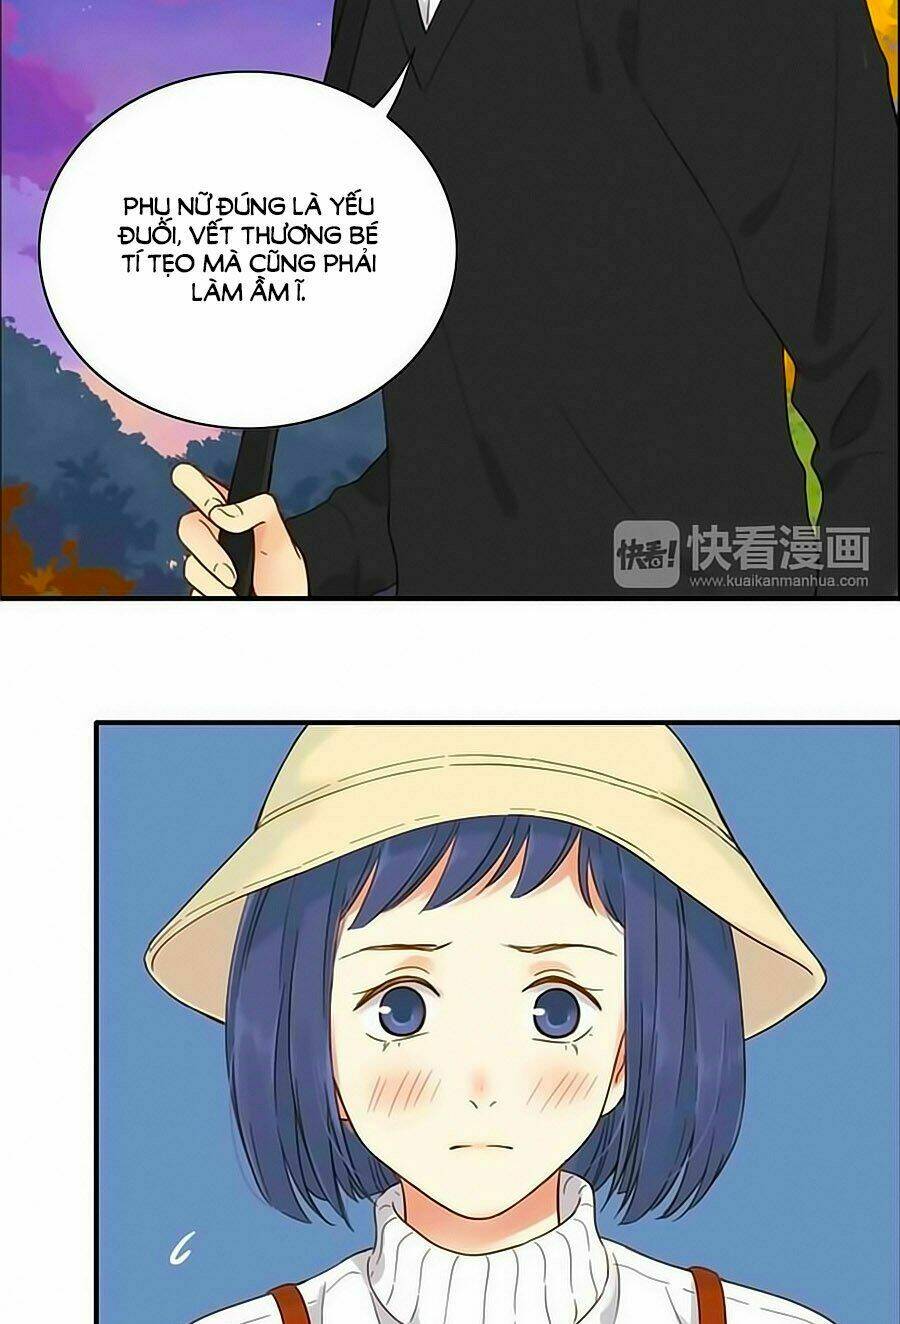 PHỤ NỮ ĐÚNG LÀ YẾU
ĐUỐI, VẾT THƯƠNG BÉ
TÍ TẸO MÀ CŨNG PHẢI
LÀM ẦM Ĩ.
快看! 快看漫画
www.kuaikanmanhua.com